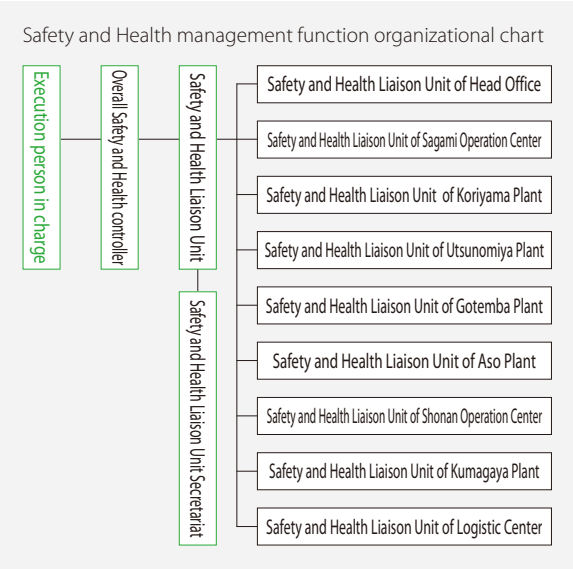 Safety and Health management function organizational chart
Execution person in charge
Overall Safety and Health controller
Safety and Health Liaison Unit
Safety and Health Liaison Unit Secretariat
Safety and Health Liaison Unit of Head Office
Safety and Health Liaison Unit of Sagami Operation Center
Safety and Health Liaison Unit of Koriyama Plant
Safety and Health Liaison Unit of Utsunomiya Plant
Safety and Health Liaison Unit of Gotemba Plant
Safety and Health Liaison Unit of Aso Plant
Safety and Health Liaison Unit of Shonan Operation Center
Safety and Health Liaison Unit of Kumagaya Plant
Safety and Health Liaison Unit of Logistic Center